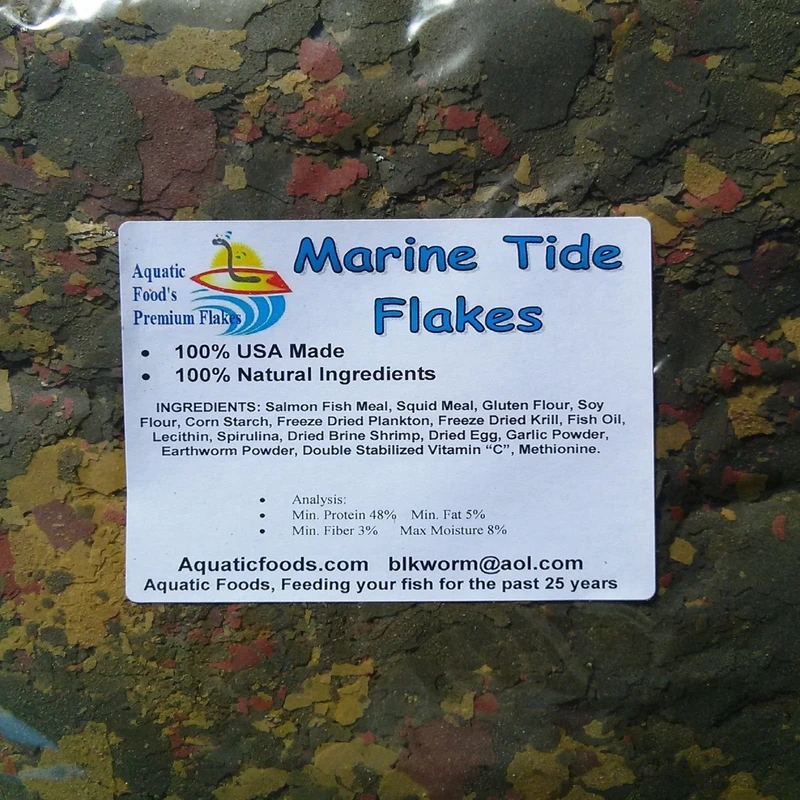 Aquatic
Food's
Premium Flakes
Marine Tide
Flakes
• 100% USA Made
• 100% Natural Ingredients
INGREDIENTS: Salmon Fish Meal, Squid Meal, Gluten Flour, Soy
Flour, Corn Starch, Freeze Dried Plankton, Freeze Dried Krill, Fish Oil,
Lecithin, Spirulina, Dried Brine Shrimp, Dried Egg, Garlic Powder,
Earthworm Powder, Double Stabilized Vitamin “C”, Methionine.
• Analysis:
• Min. Protein 48% Min. Fat 5%
• Min. Fiber 3% Max Moisture 8%
Aquaticfoods.com blkworm@aol.com
Aquatic Foods, Feeding your fish for the past 25 years